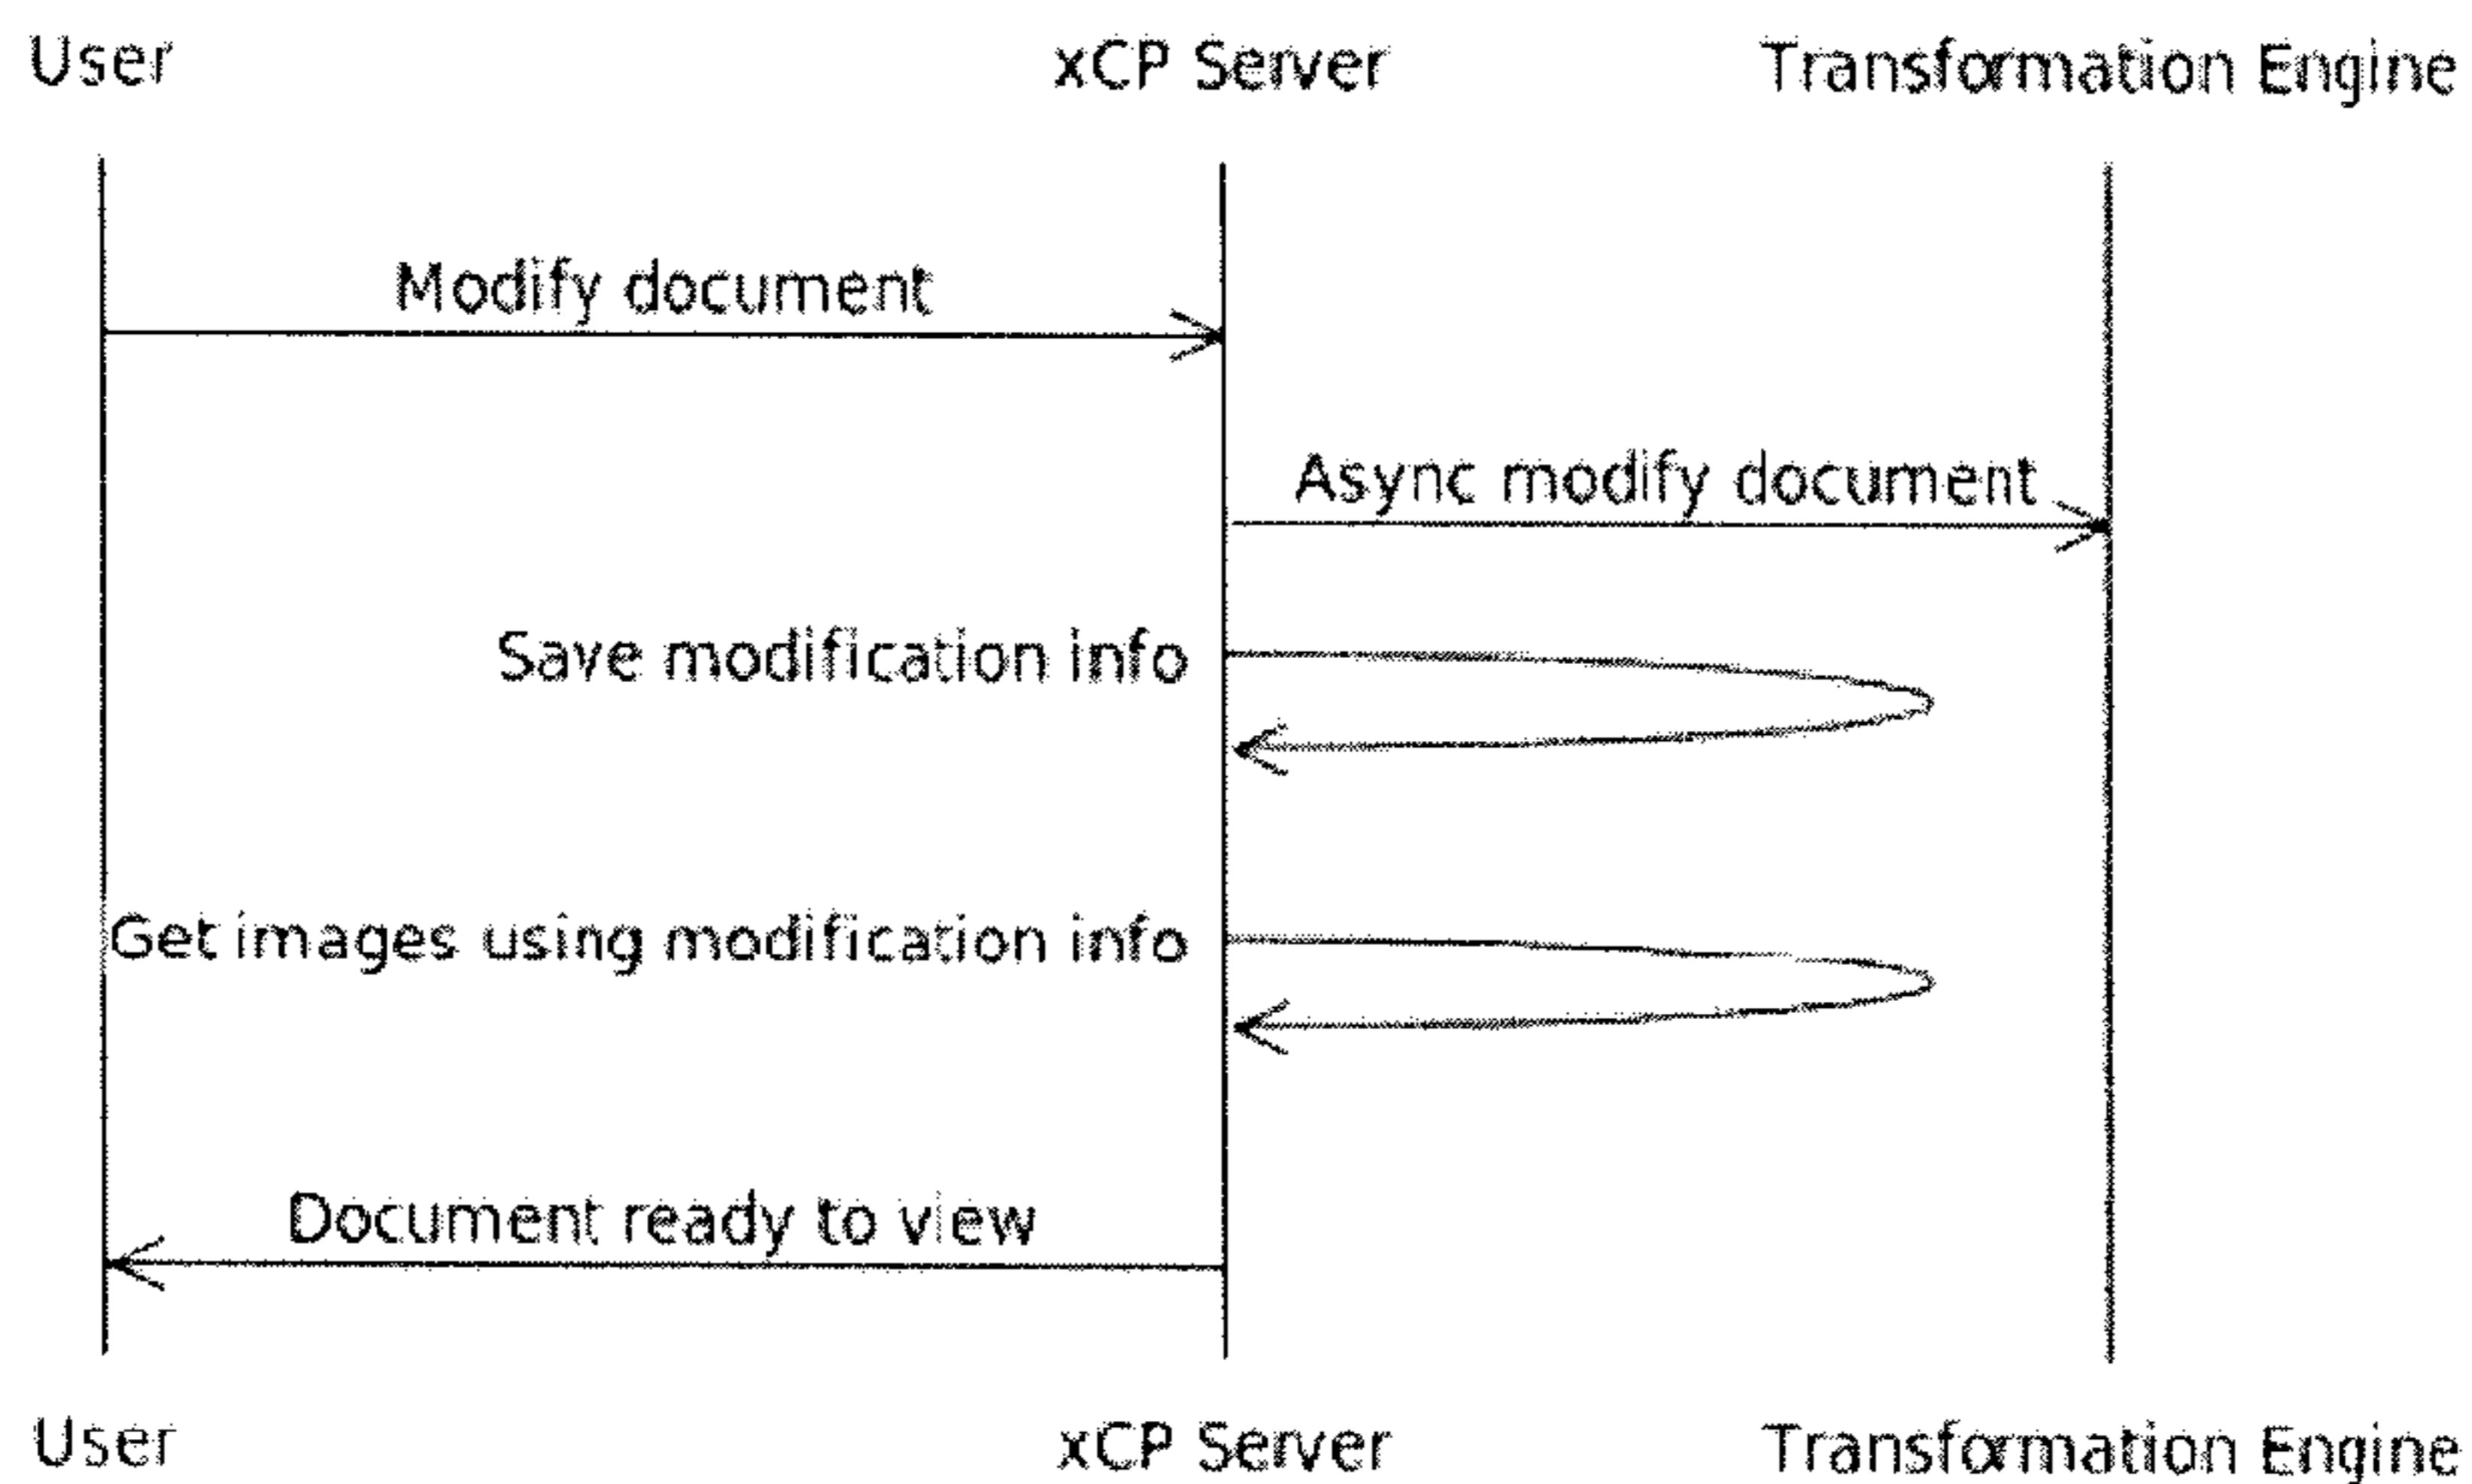 User
xCP Server
Transformation Engine
Modify document
Async modify document
Save modification info
Get images using modification info
Document ready to view
User
xCP Server
Transformation Engine